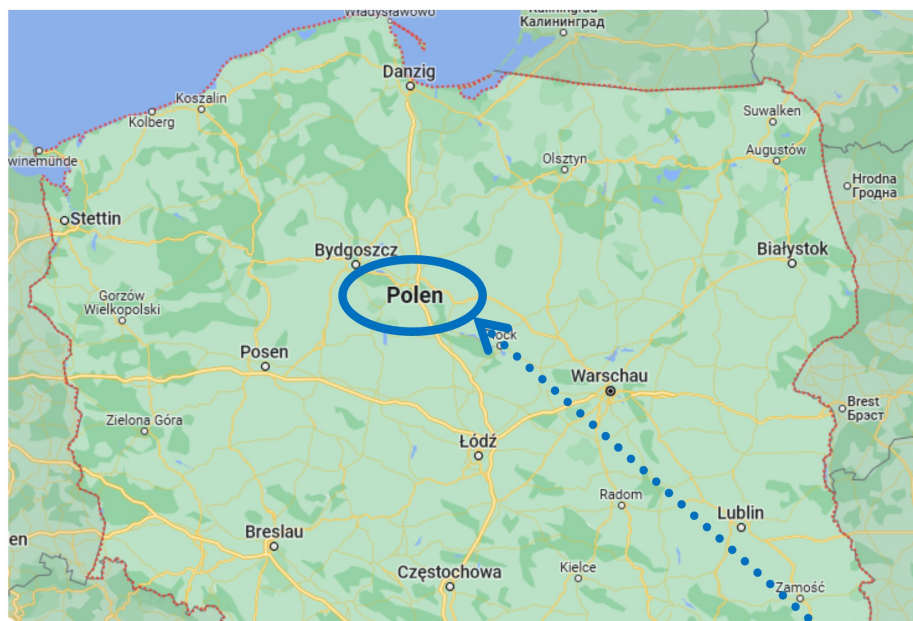 Władysławowo
Калининград
Danzig
Koszalin
Kolberg
Suwalken
Augustów
Olsztyn
Hrodna
Гродна
winemünde
Stettin
Bydgoszcz
Białystok
Polen
Gorzów
Wielkopolski
Posen
Warschau
Brest
Брэст
Zielona Góra
Łódź
Radom
Lublin
Breslau
en
Częstochowa
Kielce
Zamość